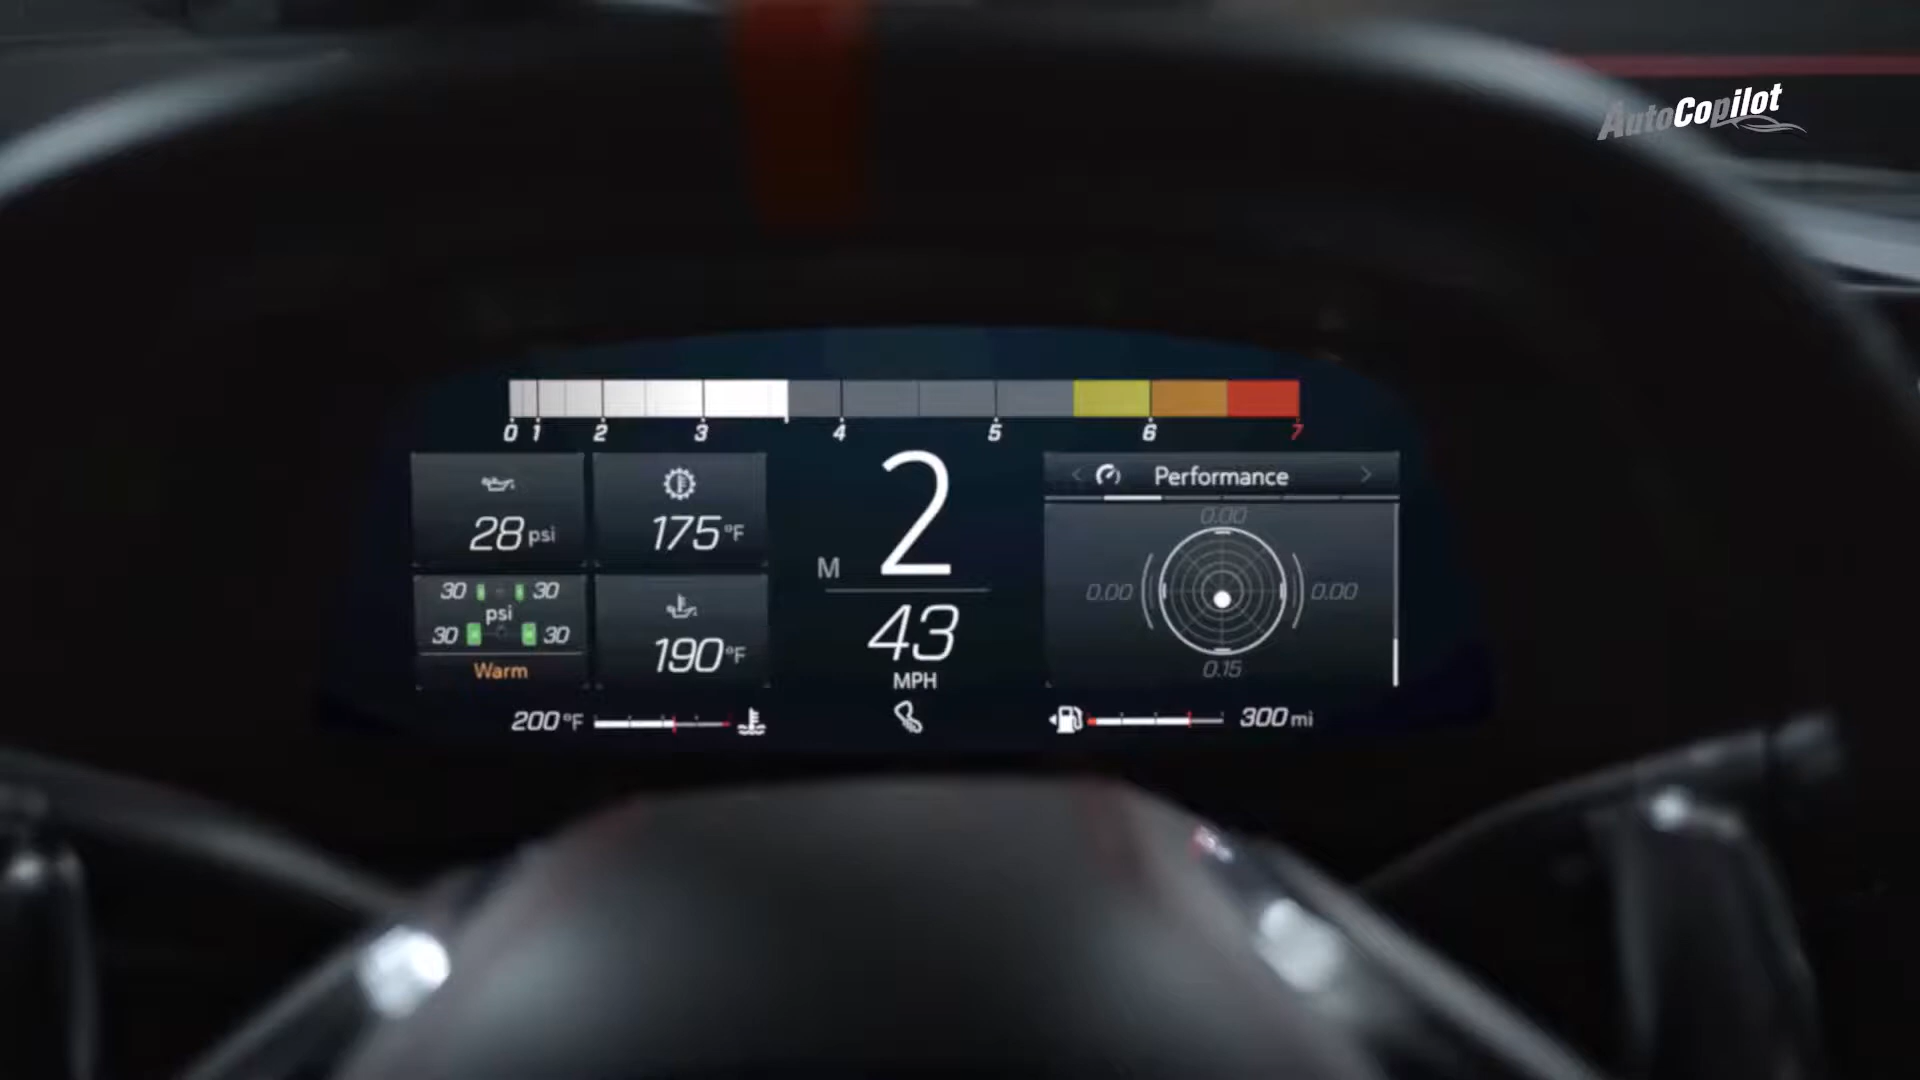 AutoCopilot
0 1 2 3 4 5 6 7
28 psi
175 °F
30 30
psi
30 30
Warm
190 °F
200 °F
M 2
43
MPH
Performance
0.00
0.00 0.00
0.15
300 mi